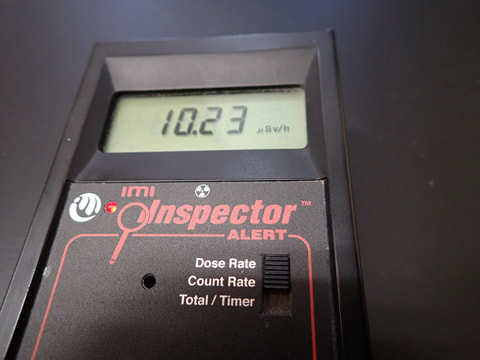 10.23 µSv/h
imi
Inspector™
ALERT
Dose Rate
Count Rate
Total / Timer